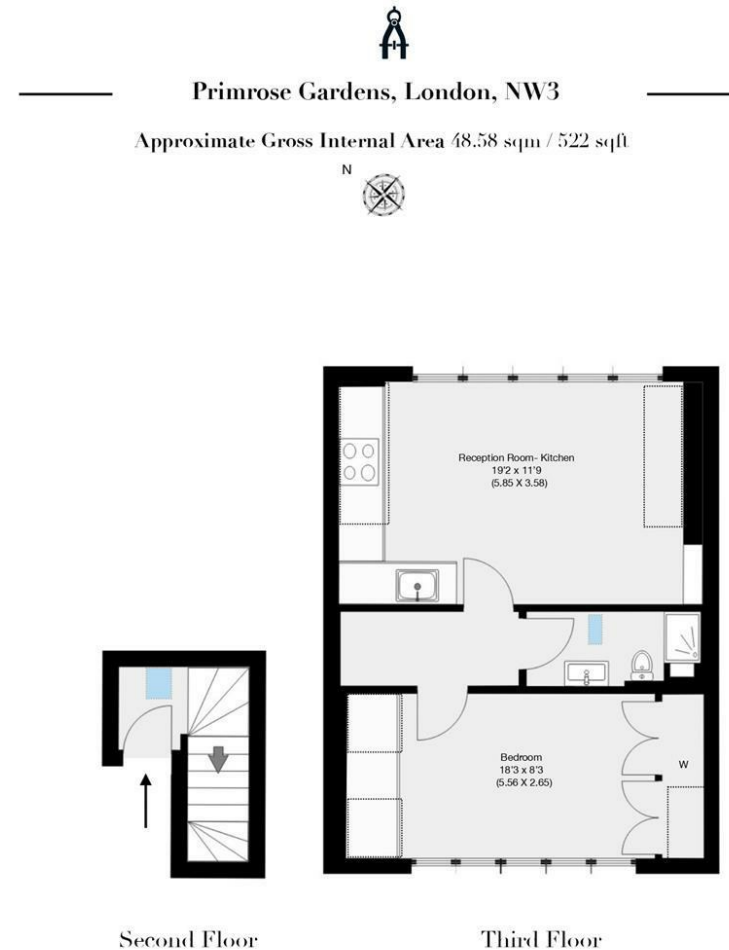 Primrose Gardens, London, NW3
Approximate Gross Internal Area 48.58 sqm / 522 sqft
N
Reception Room- Kitchen
19'2 x 11'9
(5.85 X 3.58)
Bedroom
18'3 x 8'3
(5.56 X 2.65)
W
Second Floor
Third Floor